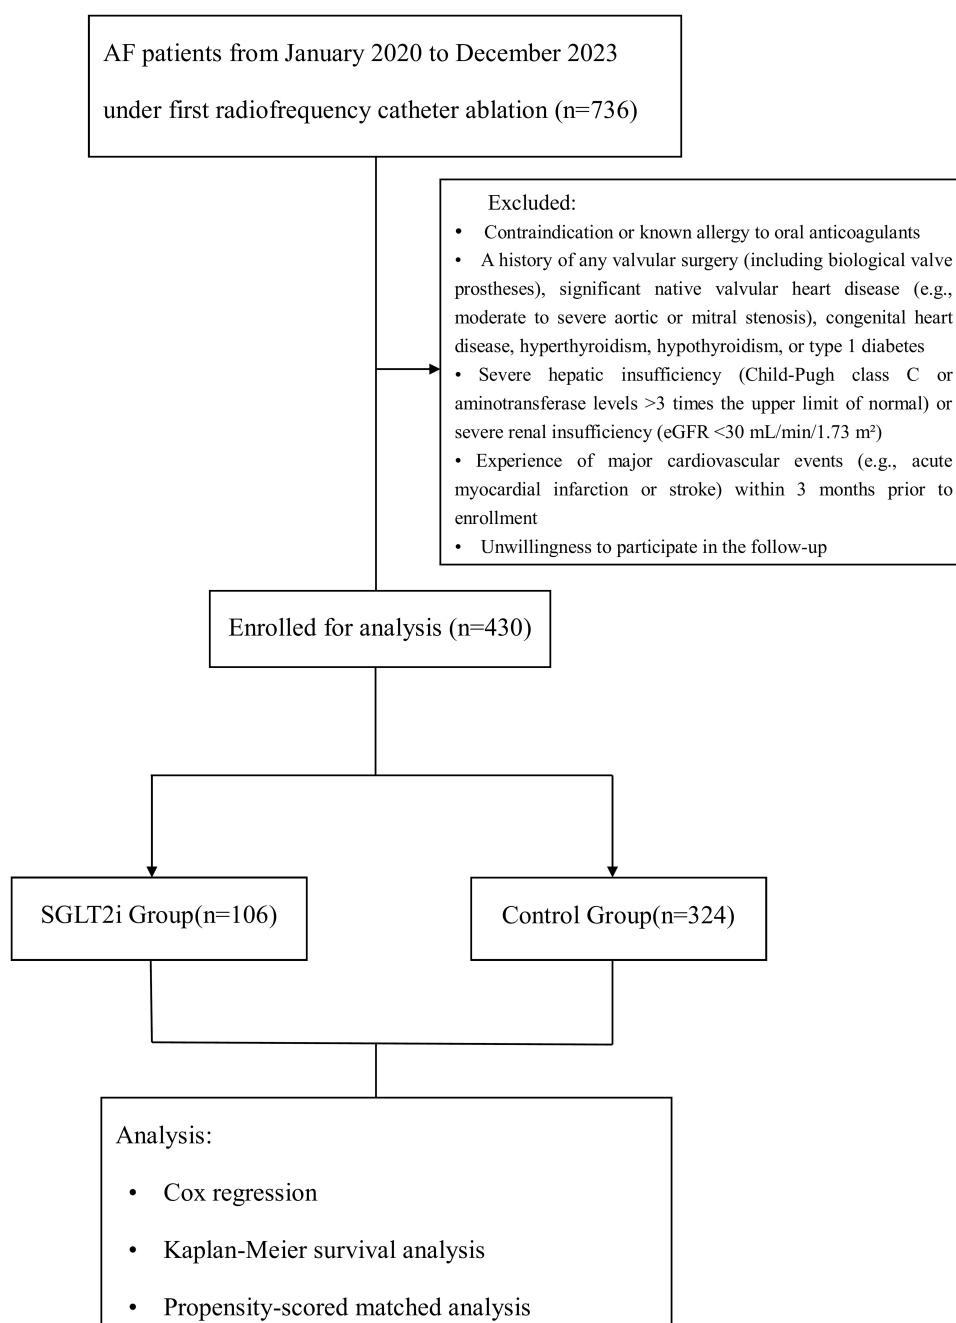 AF patients from January 2020 to December 2023
under first radiofrequency catheter ablation (n=736)
Excluded:
• Contraindication or known allergy to oral anticoagulants
• A history of any valvular surgery (including biological valve
prostheses), significant native valvular heart disease (e.g.,
moderate to severe aortic or mitral stenosis), congenital heart
disease, hyperthyroidism, hypothyroidism, or type 1 diabetes
• Severe hepatic insufficiency (Child-Pugh class C or
aminotransferase levels >3 times the upper limit of normal) or
severe renal insufficiency (eGFR <30 mL/min/1.73 m²)
• Experience of major cardiovascular events (e.g., acute
myocardial infarction or stroke) within 3 months prior to
enrollment
• Unwillingness to participate in the follow-up
Enrolled for analysis (n=430)
SGLT2i Group(n=106)
Control Group(n=324)
Analysis:
• Cox regression
• Kaplan-Meier survival analysis
• Propensity-scored matched analysis